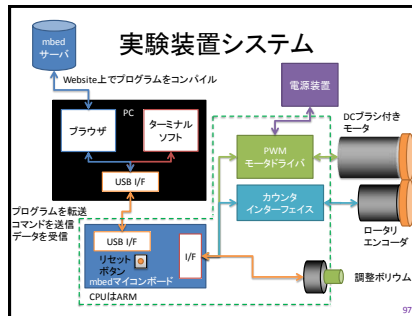 実験装置システム
mbed
サーバ
Website上でプログラムをコンパイル
PC
ブラウザ
ターミナル
ソフト
USB I/F
電源装置
DCブラシ付き
モータ
PWM
モータドライバ
カウンタ
インターフェイス
ロータリ
エンコーダ
プログラムを転送
コマンドを送信
データを受信
USB I/F
リセット
ボタン
I/F
mbedマイコンボード
CPUはARM
調整ボリウム
97